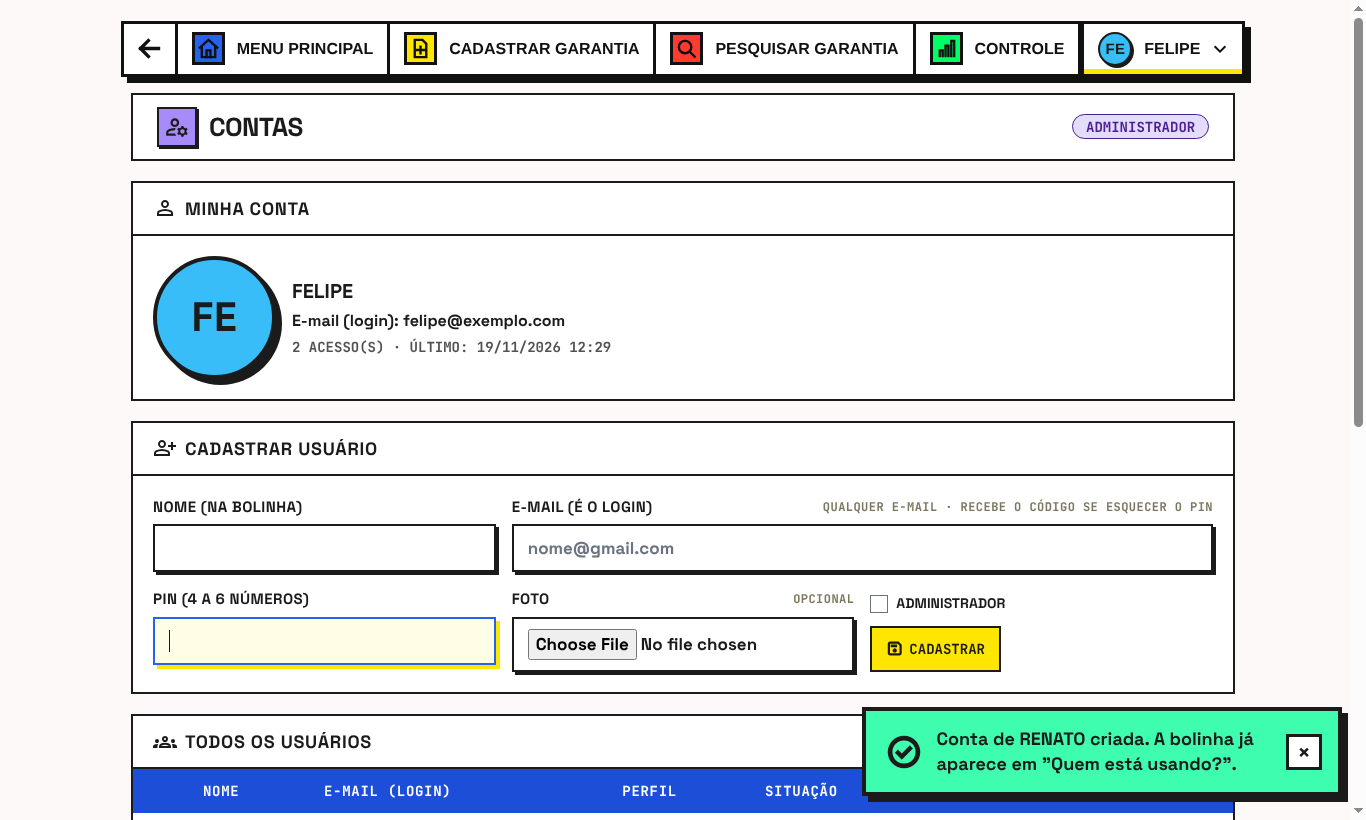 MENU PRINCIPAL
CADASTRAR GARANTIA
PESQUISAR GARANTIA
CONTROLE
FE FELIPE
CONTAS
ADMINISTRADOR
MINHA CONTA
FE
FELIPE
E-mail (login): felipe@exemplo.com
2 ACESSO(S) · ÚLTIMO: 19/11/2026 12:29
CADASTRAR USUÁRIO
NOME (NA BOLINHA)
E-MAIL (É O LOGIN)
QUALQUER E-MAIL · RECEBE O CÓDIGO SE ESQUECER O PIN
nome@gmail.com
PIN (4 A 6 NÚMEROS)
FOTO
OPCIONAL
ADMINISTRADOR
Choose File No file chosen
CADASTRAR
TODOS OS USUÁRIOS
Conta de RENATO criada. A bolinha já
aparece em ”Quem está usando?”.
×
NOME E-MAIL (LOGIN) PERFIL SITUAÇÃO